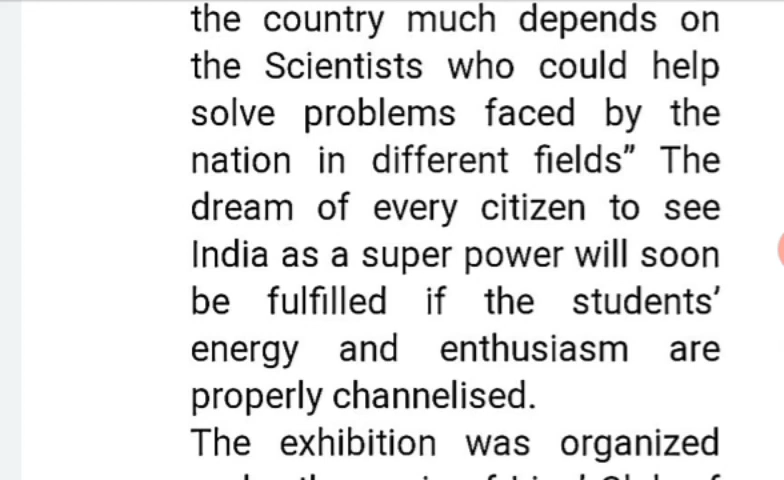 the country much depends on
the Scientists who could help
solve problems faced by the
nation in different fields” The
dream of every citizen to see
India as a super power will soon
be fulfilled if the students’
energy and enthusiasm are
properly channelised.
The exhibition was organized